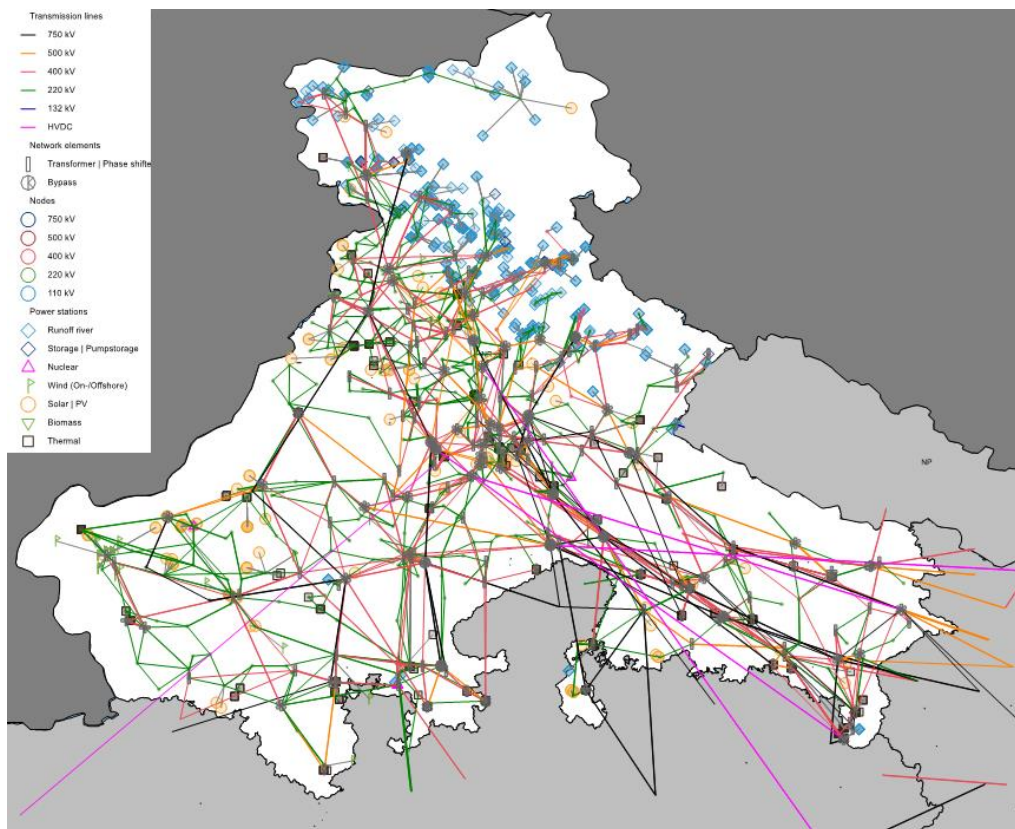 Transmission lines
750 kV
500 kV
400 kV
220 kV
132 kV
HVDC
Network elements
Transformer | Phase shifte
Bypass
Nodes
750 kV
500 kV
400 kV
220 kV
110 kV
Power stations
Runoff river
Storage | Pumpstorage
Nuclear
Wind (On-/Offshore)
Solar | PV
Biomass
Thermal
NP